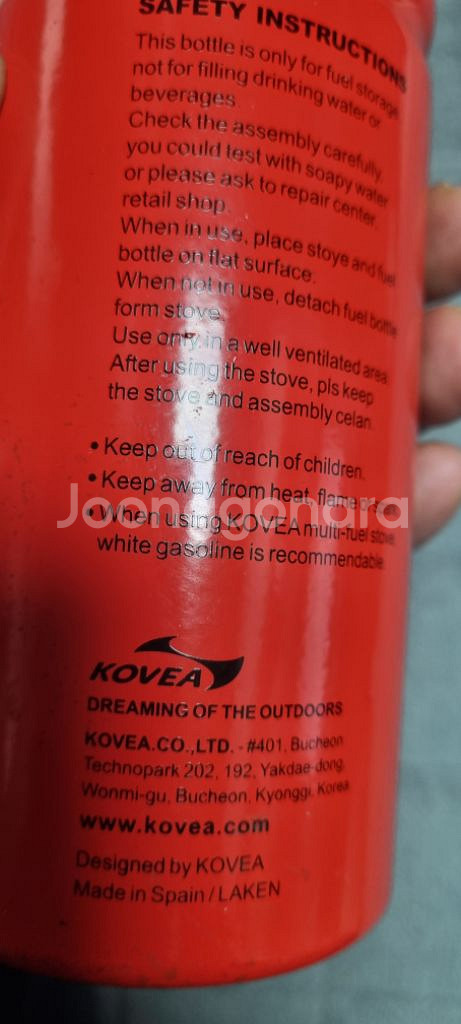 SAFETY INSTRUCTIONS
This bottle is only for fuel storage
not for filling drinking water or
beverages.
Check the assembly carefully,
you could test with soapy water
or please ask to repair center,
retail shop.
When in use, place stove and fuel
bottle on flat surface.
When not in use, detach fuel bottle
form stove.
Use only in a well ventilated area.
After using the stove, pls keep
the stove and assembly celan.
• Keep out of reach of children.
• Keep away from heat, flame
Joonggonara
• When using KOVEA multi-fuel stove,
white gasoline is recommendable.
KOVEA
DREAMING OF THE OUTDOORS
KOVEA.CO.,LTD. - #401, Bucheon
Technopark 202, 192, Yakdae-dong,
Wonmi-gu, Bucheon, Kyonggi, Korea
www.kovea.com
Designed by KOVEA
Made in Spain / LAKEN